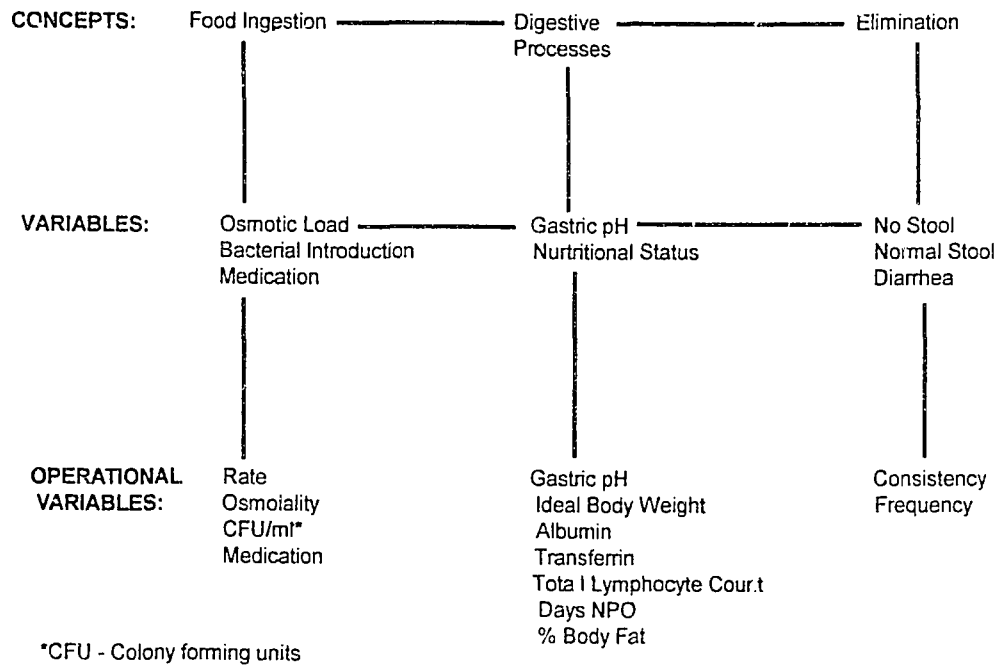 CONCEPTS: Food Ingestion Digestive Elimination
Processes
VARIABLES: Osmotic Load Gastric pH No Stool
Bacterial Introduction Nurtritional Status Normal Stool
Medication Diarrhea
OPERATIONAL Rate Gastric pH Consistency
VARIABLES: Osmolality Ideal Body Weight Frequency
CFU/ml* Albumin
Medication Transferrin
Total Lymphocyte Count
Days NPO
% Body Fat
*CFU - Colony forming units